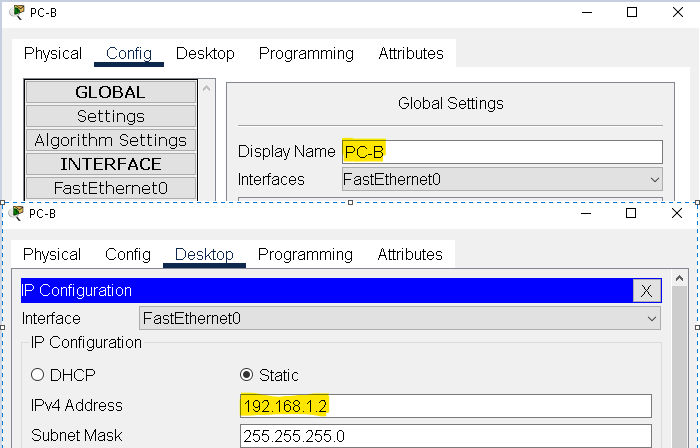 PC-B
Physical Config Desktop Programming Attributes
GLOBAL
Settings
Algorithm Settings
INTERFACE
FastEthernet0
Global Settings
Display Name PC-B
Interfaces FastEthernet0
PC-B
Physical Config Desktop Programming Attributes
IP Configuration X
Interface FastEthernet0
IP Configuration
DHCP Static
IPv4 Address 192.168.1.2
Subnet Mask 255.255.255.0